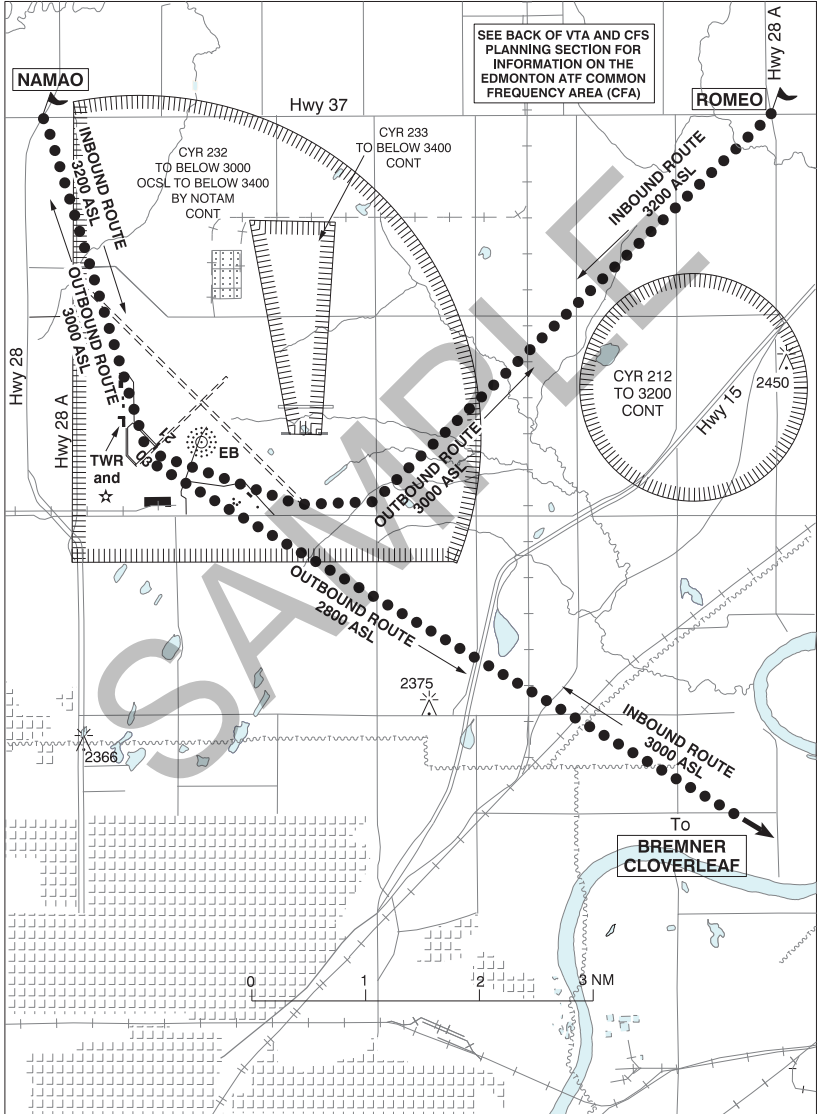 SEE BACK OF VTA AND CFS
PLANNING SECTION FOR
INFORMATION ON THE
EDMONTON ATF COMMON
FREQUENCY AREA (CFA)
Hwy 28 A
NAMAO
ROMEO
Hwy 37
CYR 232
TO BELOW 3000
OCSL TO BELOW 3400
BY NOTAM
CONT
CYR 233
TO BELOW 3400
CONT
INBOUND ROUTE
3200 ASL
INBOUND ROUTE
3200 ASL
OUTBOUND ROUTE
3000 ASL
Hwy 28
Hwy 28 A
CYR 212
TO 3200
CONT
2450
Hwy 15
TWR
and
12
03
EB
OUTBOUND ROUTE
3000 ASL
OUTBOUND ROUTE
2800 ASL
2375
2366
INBOUND ROUTE
3000 ASL
To
BREMNER
CLOVERLEAF
0 1 2 3 NM
SAMPLE